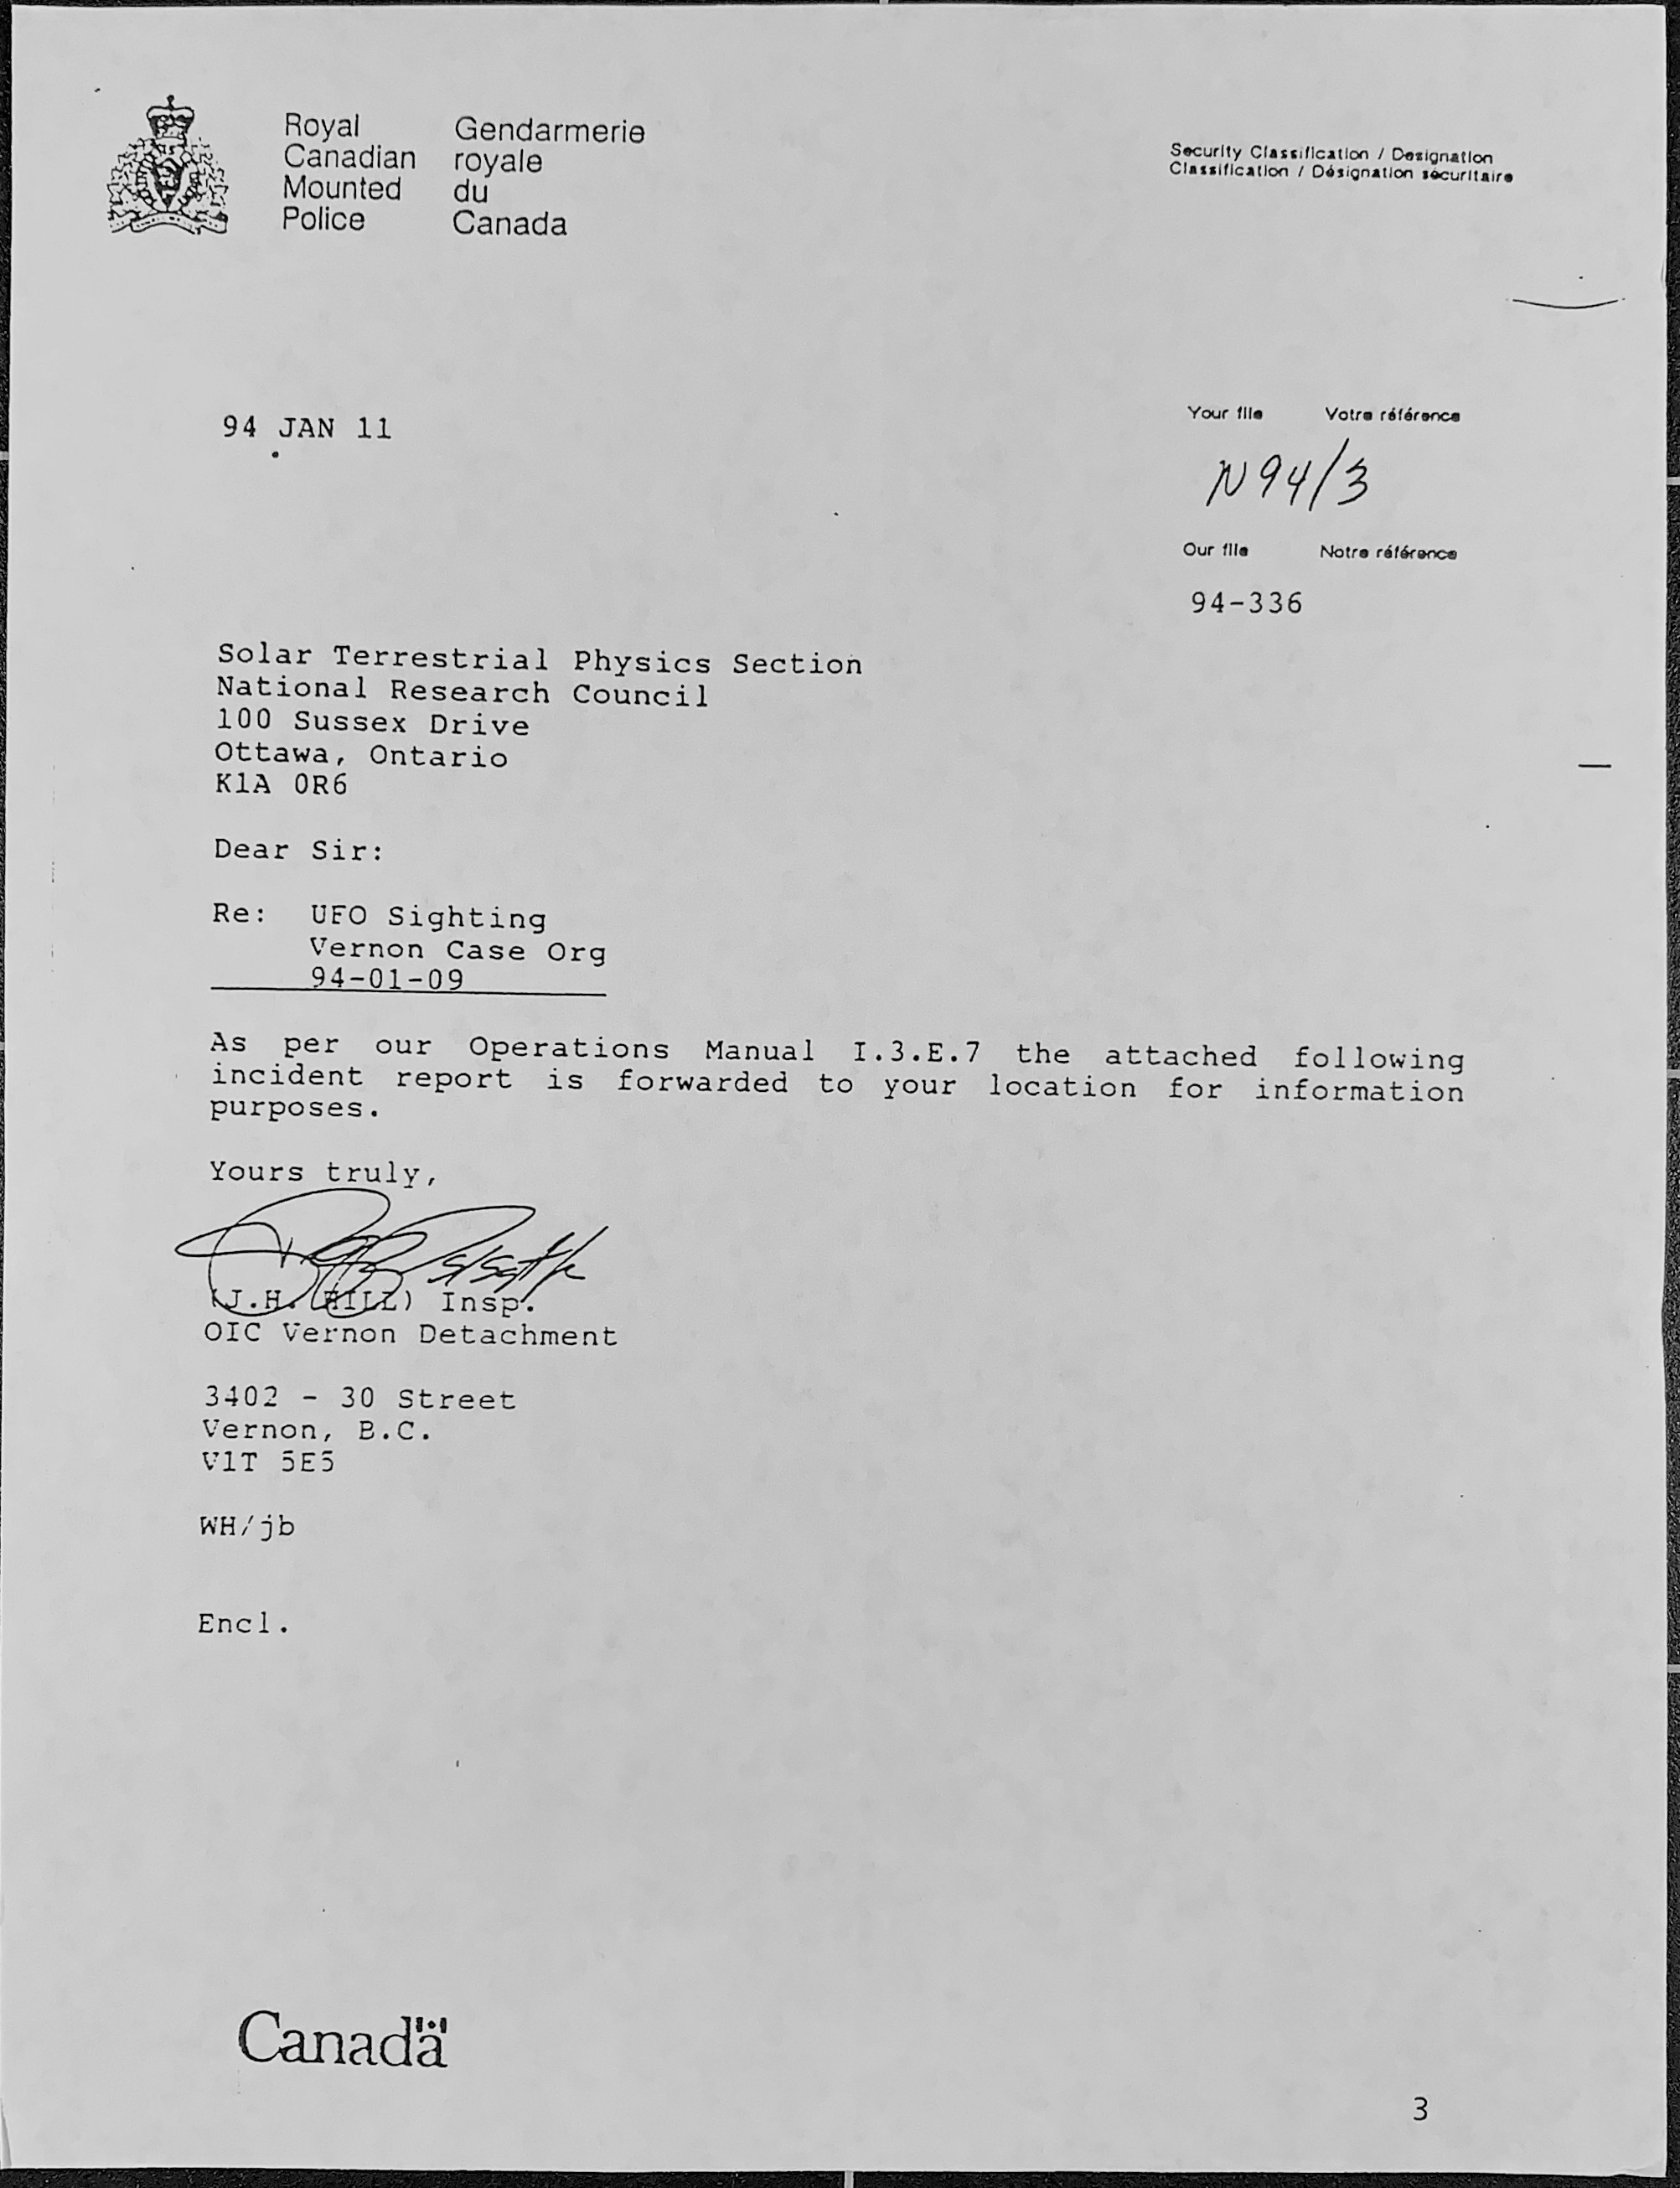 Royal
Canadian
Mounted
Police
Gendarmerie
royale
du
Canada
Security Classification / Designation
Classification / Désignation sécuritaire
94 JAN 11
Your file Votre référence
N94/3
Our file Notre référence
94-336
Solar Terrestrial Physics Section
National Research Council
100 Sussex Drive
Ottawa, Ontario
K1A 0R6
Dear Sir:
Re: UFO Sighting
Vernon Case Org
94-01-09
As per our Operations Manual I.3.E.7 the attached following
incident report is forwarded to your location for information
purposes.
Yours truly,
S/Sgt
(J.H. HILL) Insp.
OIC Vernon Detachment
3402 - 30 Street
Vernon, B.C.
V1T 5E5
WH/jb
Encl.
Canada
3